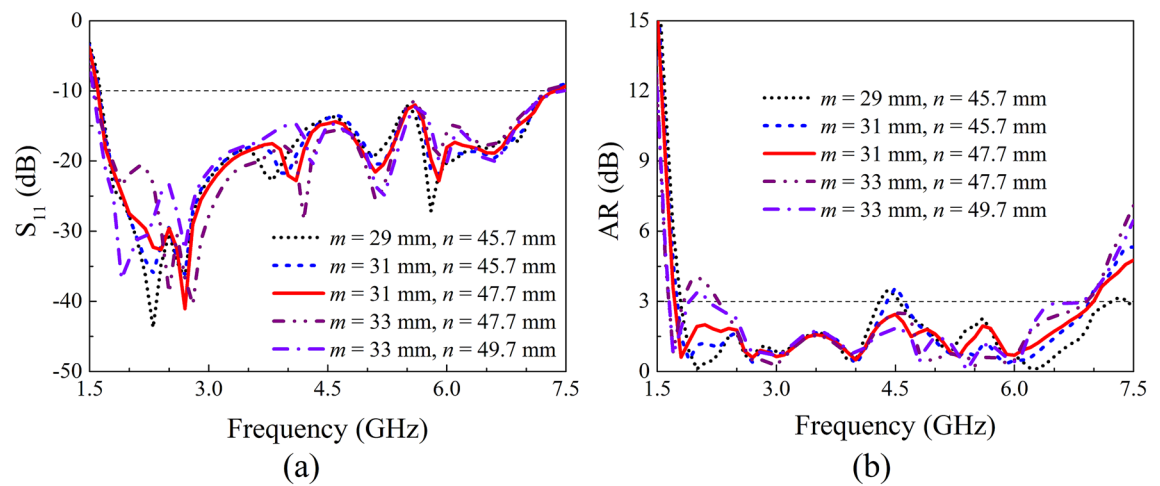 0
-10
-20
-30
-40
-50
S11 (dB)
m = 29 mm, n = 45.7 mm
m = 31 mm, n = 45.7 mm
m = 31 mm, n = 47.7 mm
m = 33 mm, n = 47.7 mm
m = 33 mm, n = 49.7 mm
1.5 3.0 4.5 6.0 7.5
Frequency (GHz)
(a)
15
12
9
6
3
0
AR (dB)
m = 29 mm, n = 45.7 mm
m = 31 mm, n = 45.7 mm
m = 31 mm, n = 47.7 mm
m = 33 mm, n = 47.7 mm
m = 33 mm, n = 49.7 mm
1.5 3.0 4.5 6.0 7.5
Frequency (GHz)
(b)